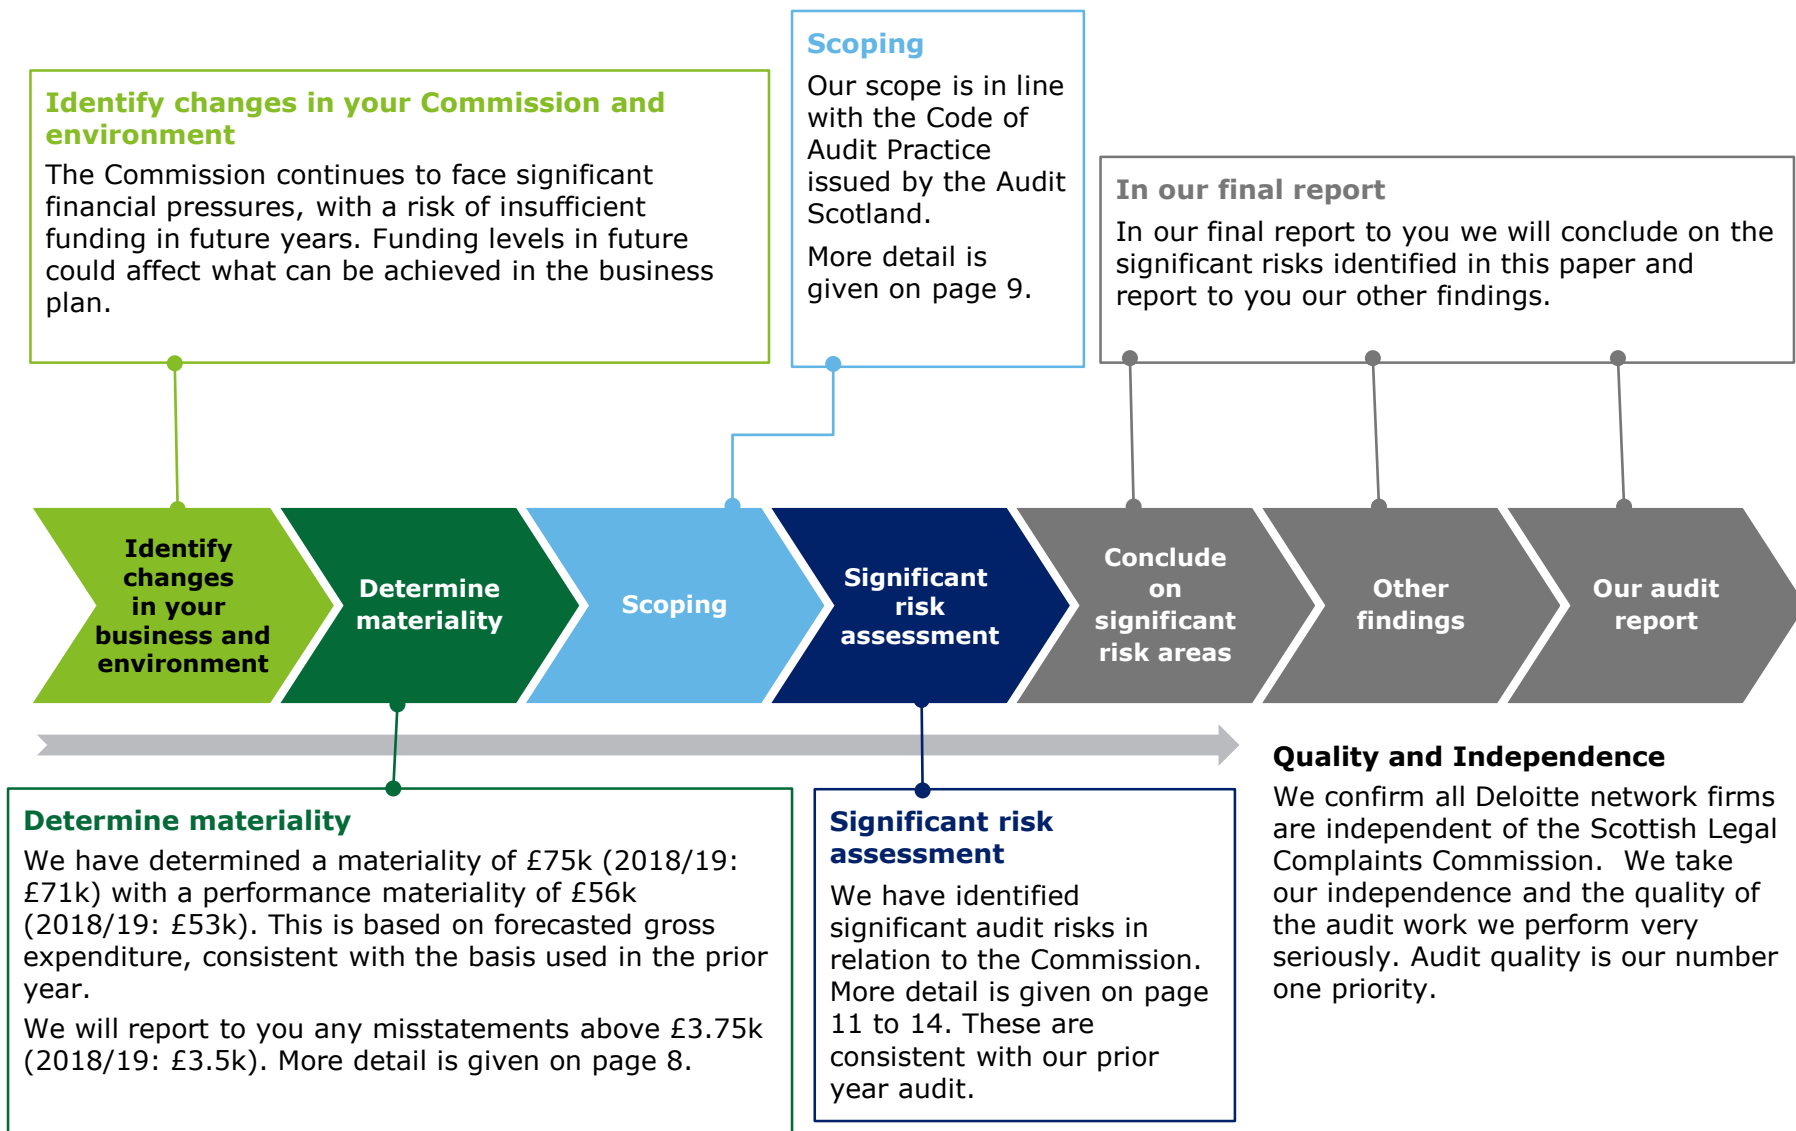 Identify changes in your Commission and
environment
The Commission continues to face significant
financial pressures, with a risk of insufficient
funding in future years. Funding levels in future
could affect what can be achieved in the business
plan.
Scoping
Our scope is in line
with the Code of
Audit Practice
issued by the Audit
Scotland.
More detail is
given on page 9.
In our final report
In our final report to you we will conclude on the
significant risks identified in this paper and
report to you our other findings.
Identify
changes
in your
business and
environment
Determine
materiality
Scoping
Significant
risk
assessment
Conclude
on
significant
risk areas
Other
findings
Our audit
report
Determine materiality
We have determined a materiality of £75k (2018/19:
£71k) with a performance materiality of £56k
(2018/19: £53k). This is based on forecasted gross
expenditure, consistent with the basis used in the prior
year.
We will report to you any misstatements above £3.75k
(2018/19: £3.5k). More detail is given on page 8.
Significant risk
assessment
We have identified
significant audit risks in
relation to the Commission.
More detail is given on page
11 to 14. These are
consistent with our prior
year audit.
Quality and Independence
We confirm all Deloitte network firms
are independent of the Scottish Legal
Complaints Commission.  We take
our independence and the quality of
the audit work we perform very
seriously. Audit quality is our number
one priority.